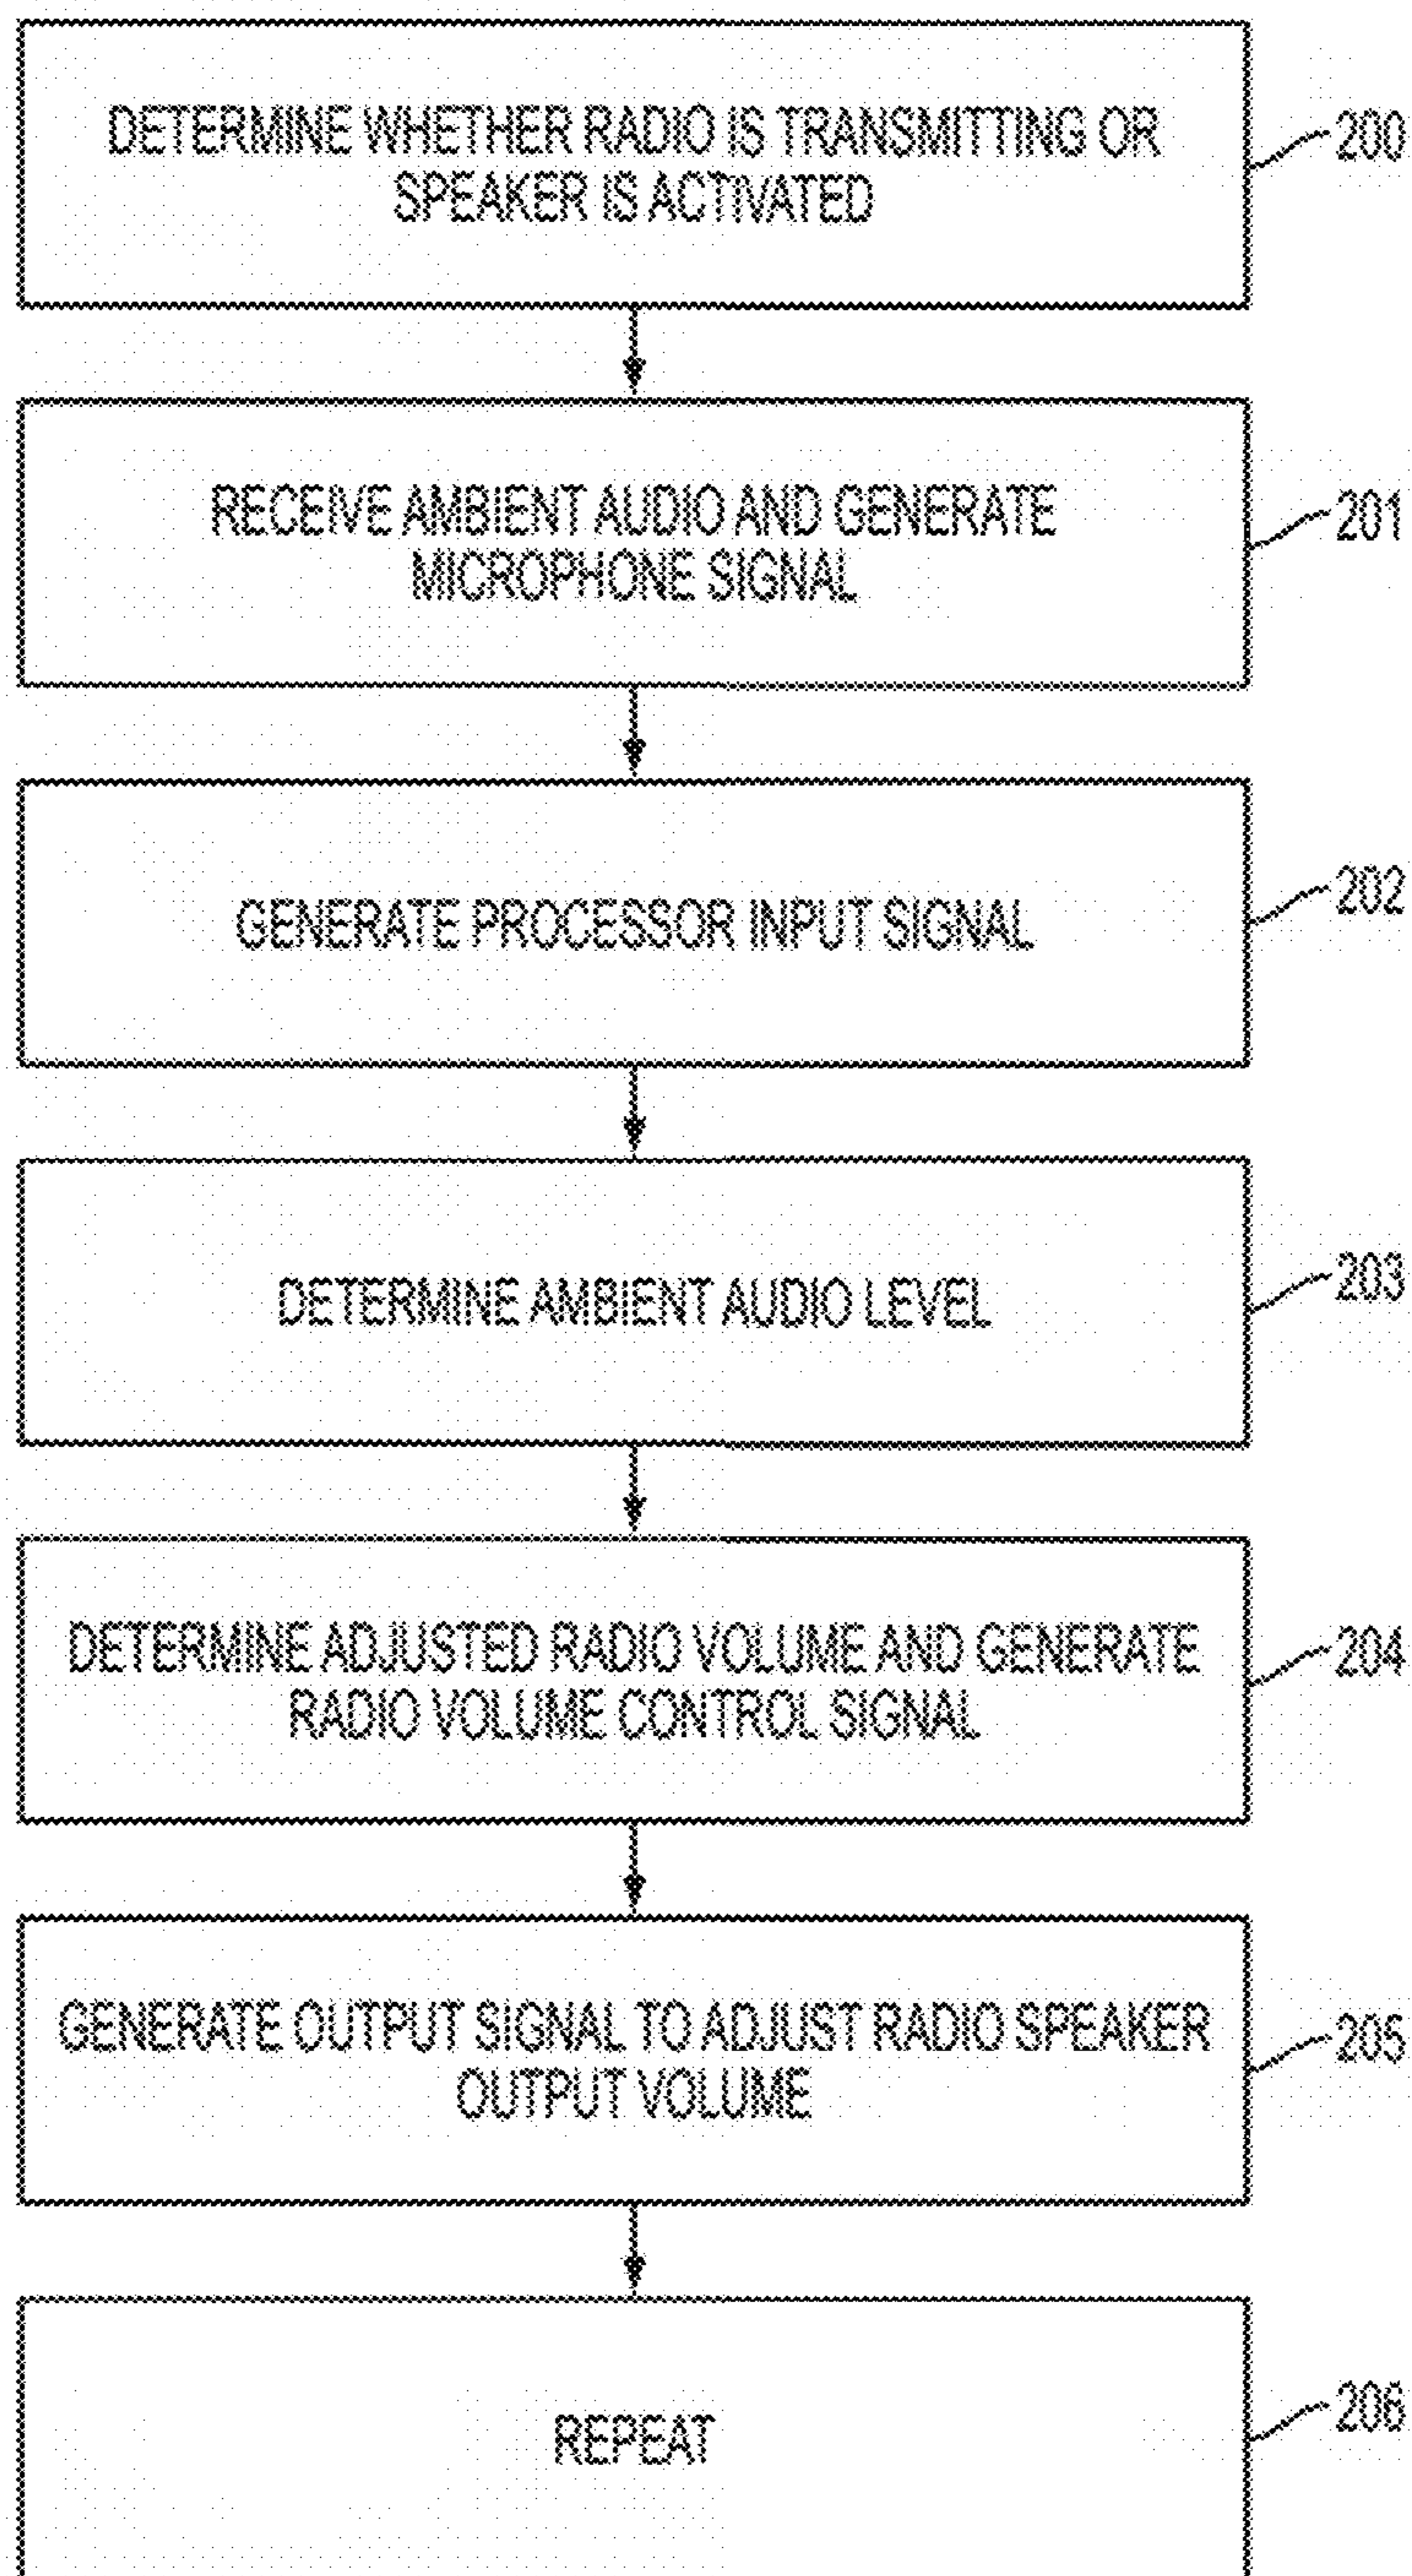 DETERMINE WHETHER RADIO IS TRANSMITTING OR
SPEAKER IS ACTIVATED
200
RECEIVE AMBIENT AUDIO AND GENERATE
MICROPHONE SIGNAL
201
GENERATE PROCESSOR INPUT SIGNAL
202
DETERMINE AMBIENT AUDIO LEVEL
203
DETERMINE ADJUSTED RADIO VOLUME AND GENERATE
RADIO VOLUME CONTROL SIGNAL
204
GENERATE OUTPUT SIGNAL TO ADJUST RADIO SPEAKER
OUTPUT VOLUME
205
REPEAT
206